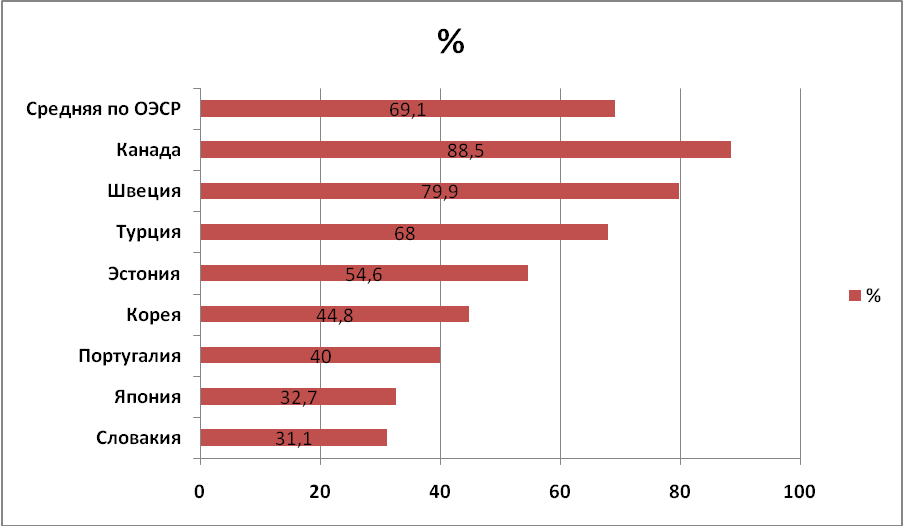 %
Средняя по ОЭСР 69,1
Канада 88,5
Швеция 79,9
Турция 68
Эстония 54,6
Корея 44,8
Португалия 40
Япония 32,7
Словакия 31,1
0 20 40 60 80 100
%